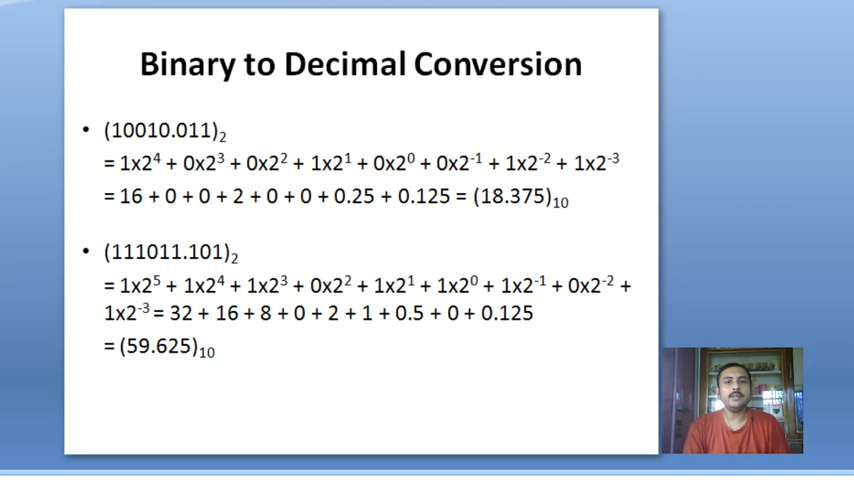 Binary to Decimal Conversion
• (10010.011)₂
= 1x2⁴ + 0x2³ + 0x2² + 1x2¹ + 0x2⁰ + 0x2⁻¹ + 1x2⁻² + 1x2⁻³
= 16 + 0 + 0 + 2 + 0 + 0 + 0.25 + 0.125 = (18.375)₁₀
• (111011.101)₂
= 1x2⁵ + 1x2⁴ + 1x2³ + 0x2² + 1x2¹ + 1x2⁰ + 1x2⁻¹ + 0x2⁻² +
1x2⁻³ = 32 + 16 + 8 + 0 + 2 + 1 + 0.5 + 0 + 0.125
= (59.625)₁₀